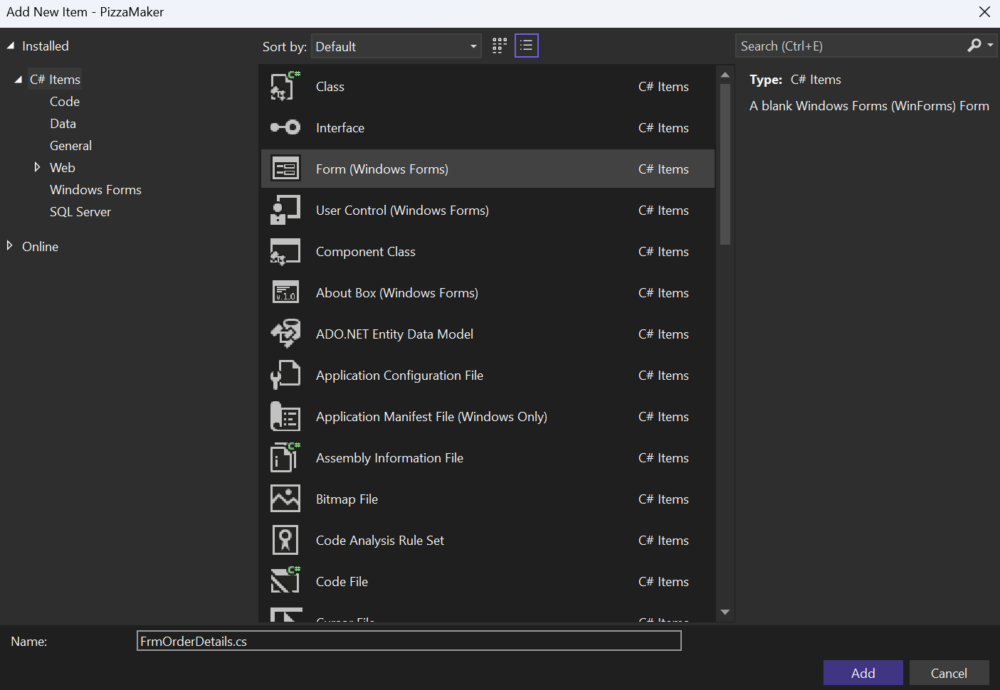 Add New Item - PizzaMaker
Installed
C# Items
Code
Data
General
Web
Windows Forms
SQL Server
Online
Sort by: Default
Search (Ctrl+E)
Class C# Items
Interface C# Items
Form (Windows Forms) C# Items
User Control (Windows Forms) C# Items
Component Class C# Items
About Box (Windows Forms) C# Items
ADO.NET Entity Data Model C# Items
Application Configuration File C# Items
Application Manifest File (Windows Only) C# Items
Assembly Information File C# Items
Bitmap File C# Items
Code Analysis Rule Set C# Items
Code File C# Items
Cursor File C# Items
Type: C# Items
A blank Windows Forms (WinForms) Form
Name: FrmOrderDetails.cs
Add Cancel